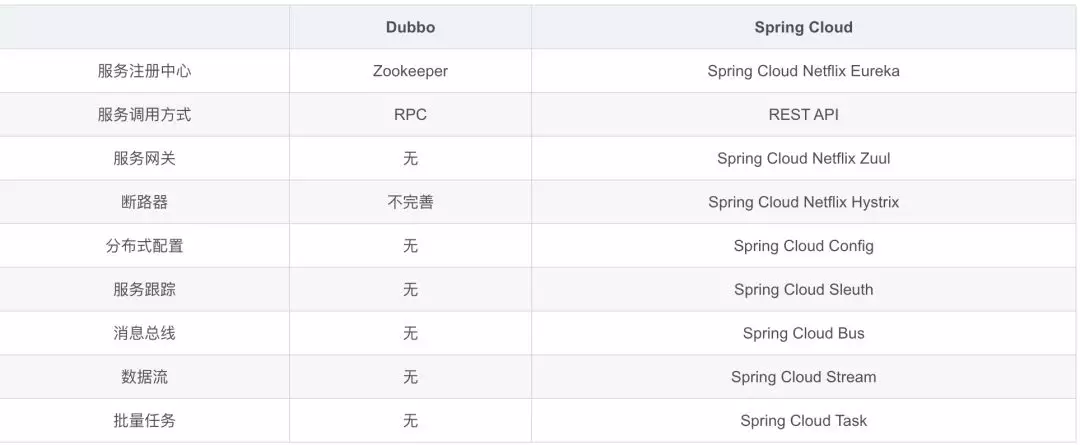 Dubbo Spring Cloud
服务注册中心 Zookeeper Spring Cloud Netflix Eureka
服务调用方式 RPC REST API
服务网关 无 Spring Cloud Netflix Zuul
断路器 不完善 Spring Cloud Netflix Hystrix
分布式配置 无 Spring Cloud Config
服务跟踪 无 Spring Cloud Sleuth
消息总线 无 Spring Cloud Bus
数据流 无 Spring Cloud Stream
批量任务 无 Spring Cloud Task